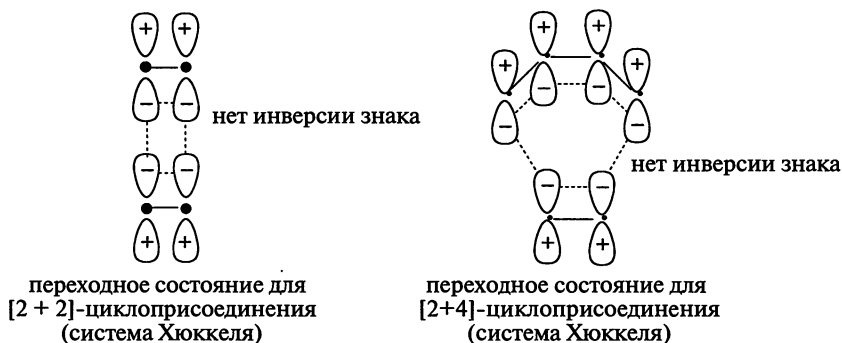 + +
− −
− −
+ +
нет инверсии знака
переходное состояние для
[2 + 2]-циклоприсоединения
(система Хюккеля)
+ +
+ +
− −
− −
− −
+ +
нет инверсии знака
переходное состояние для
[2+4]-циклоприсоединения
(система Хюккеля)